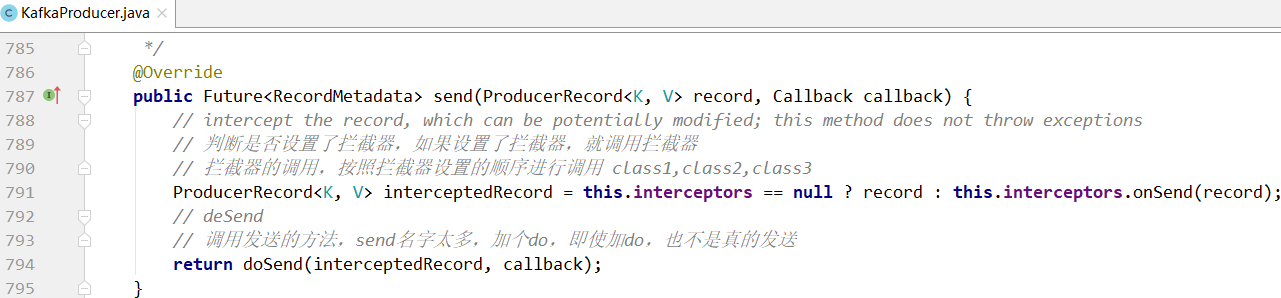 KafkaProducer.java
785 */
786 @Override
787 public Future<RecordMetadata> send(ProducerRecord<K, V> record, Callback callback) {
788 // intercept the record, which can be potentially modified; this method does not throw exceptions
789 // 判断是否设置了拦截器，如果设置了拦截器，就调用拦截器
790 // 拦截器的调用，按照拦截器设置的顺序进行调用 class1,class2,class3
791 ProducerRecord<K, V> interceptedRecord = this.interceptors == null ? record : this.interceptors.onSend(record);
792 // deSend
793 // 调用发送的方法，send名字太多，加个do，即使加do，也不是真的发送
794 return doSend(interceptedRecord, callback);
795 }